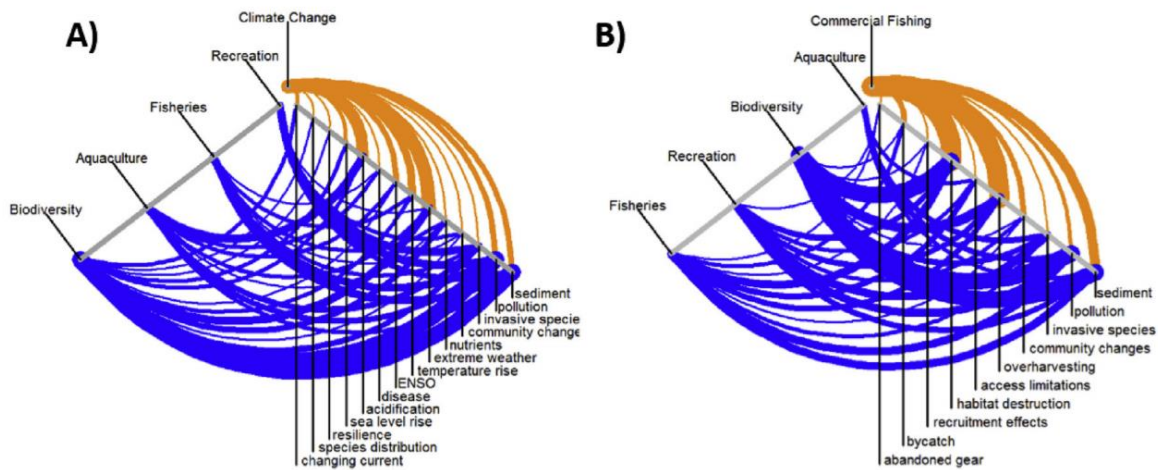 A)
Climate Change
Recreation
Fisheries
Aquaculture
Biodiversity
sediment
pollution
invasive specie
community change
nutrients
extreme weather
temperature rise
ENSO
disease
acidification
sea level rise
resilience
species distribution
changing current
B)
Commercial Fishing
Aquaculture
Biodiversity
Recreation
Fisheries
sediment
pollution
invasive species
community changes
overharvesting
access limitations
habitat destruction
recruitment effects
bycatch
abandoned gear